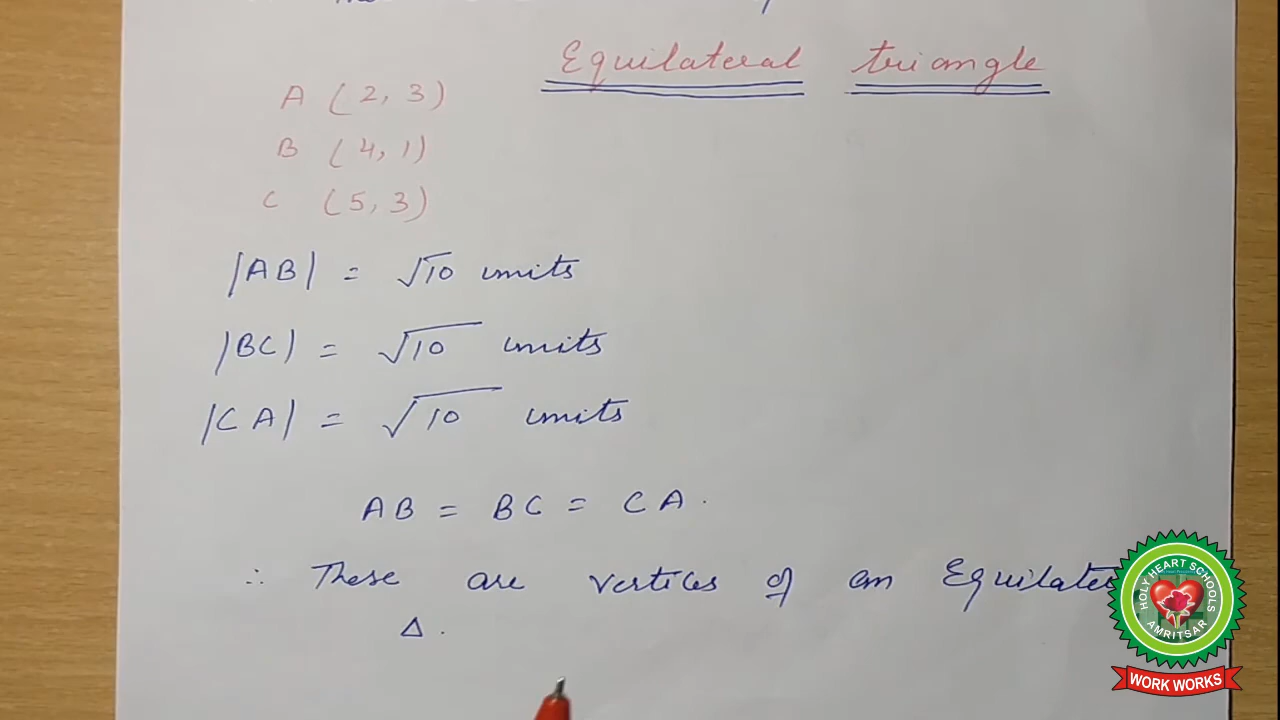 Equilateral triangle
A (2, 3)
B (4, 1)
C (5, 3)
|AB| = √10 units
|BC| = √10 units
|CA| = √10 units
AB = BC = CA.
∴ These are vertices of an Equilate
Δ.
HOLY HEART SCHOOLS
AMRITSAR
WORK WORKS